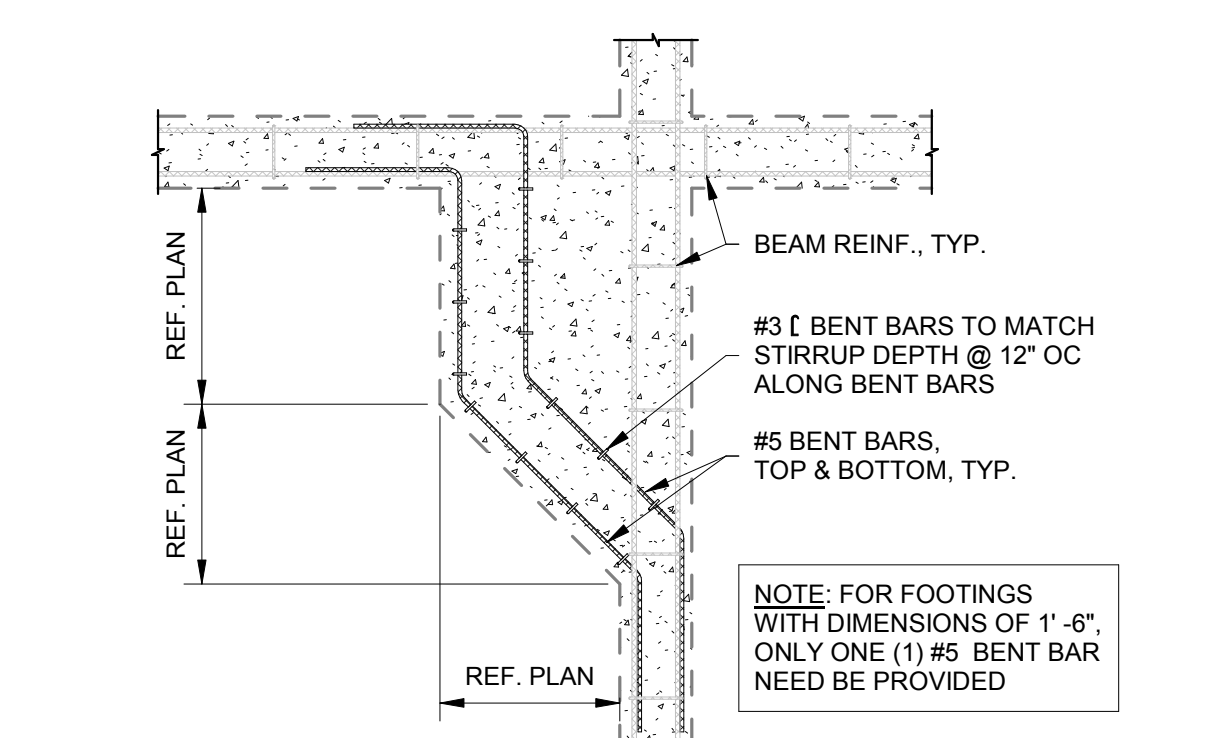 BEAM REINF., TYP.
#3 [ BENT BARS TO MATCH
STIRRUP DEPTH @ 12" OC
ALONG BENT BARS
#5 BENT BARS,
TOP & BOTTOM, TYP.
REF. PLAN
REF. PLAN
REF. PLAN
NOTE: FOR FOOTINGS
WITH DIMENSIONS OF 1' -6",
ONLY ONE (1) #5 BENT BAR
NEED BE PROVIDED